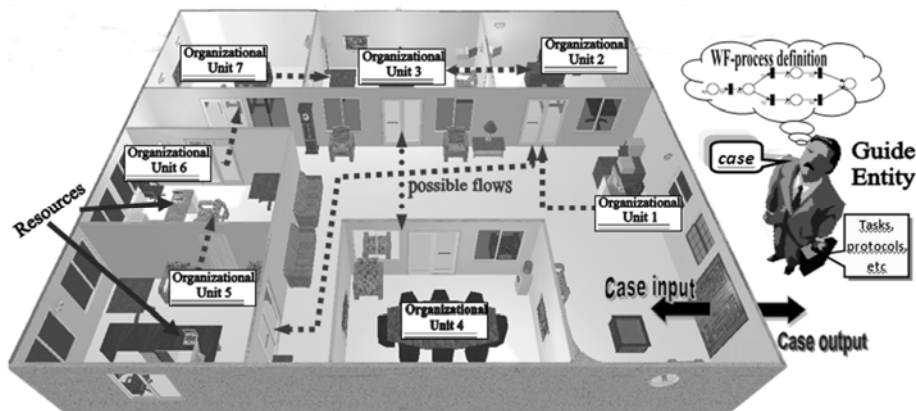 Organizational
Unit 7
Organizational
Unit 3
Organizational
Unit 2
WF-process definition
case
Guide
Entity
Organizational
Unit 6
possible flows
Organizational
Unit 1
Resources
Tasks,
protocols,
etc
Organizational
Unit 5
Case input
Organizational
Unit 4
Case output